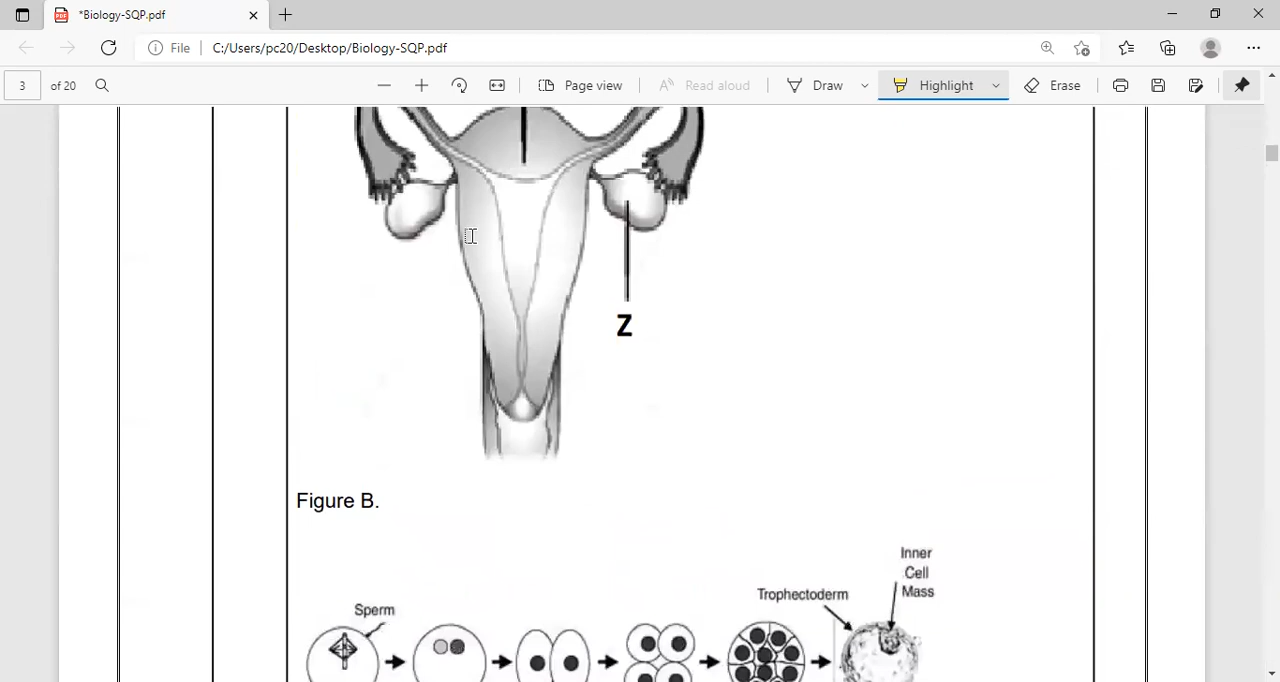 *Biology-SQP.pdf
File
C:/Users/pc20/Desktop/Biology-SQP.pdf
3 of 20
Page view
Read aloud
Draw
Highlight
Erase
Z
Figure B.
Inner
Cell
Mass
Trophectoderm
Sperm